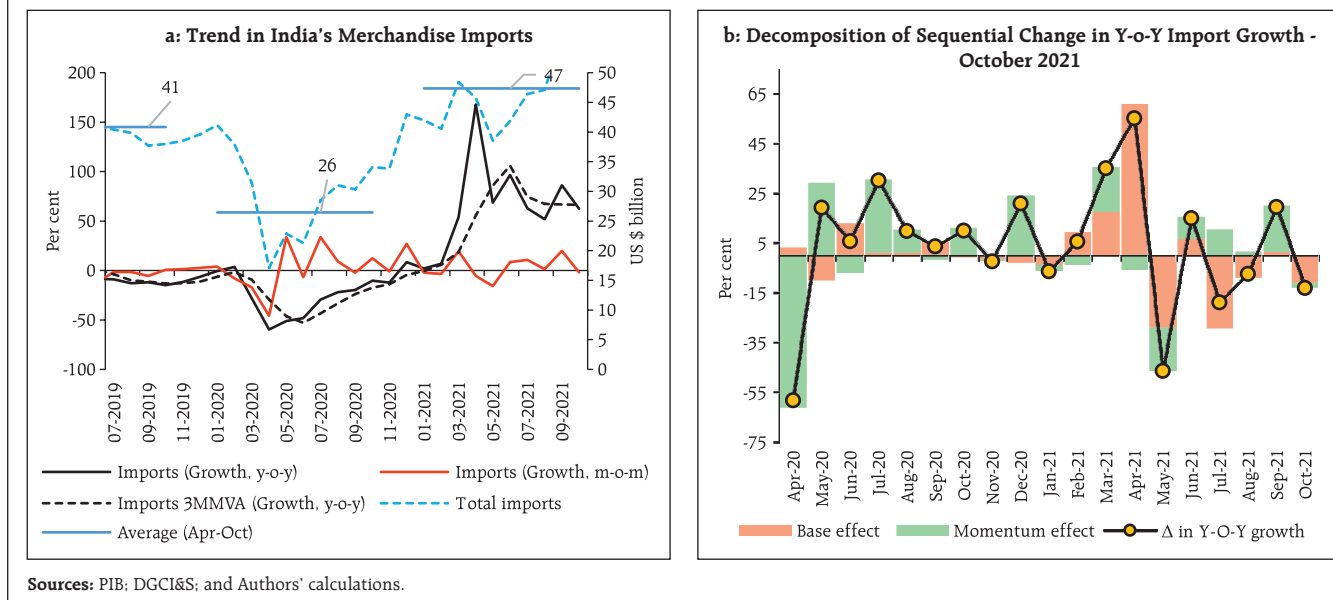 a: Trend in India's Merchandise Imports
200
150
100
50
0
-50
-100
Per cent
50
45
40
35
30
25
20
15
10
5
0
US $ billion
41
26
47
07-2019
09-2019
11-2019
01-2020
03-2020
05-2020
07-2020
09-2020
11-2020
01-2021
03-2021
05-2021
07-2021
09-2021
Imports (Growth, y-o-y)
Imports (Growth, m-o-m)
Imports 3MMVA (Growth, y-o-y)
Total imports
Average (Apr-Oct)
b: Decomposition of Sequential Change in Y-o-Y Import Growth -
October 2021
65
45
25
5
-15
-35
-55
-75
Per cent
Apr-20
May-20
Jun-20
Jul-20
Aug-20
Sep-20
Oct-20
Nov-20
Dec-20
Jan-21
Feb-21
Mar-21
Apr-21
May-21
Jun-21
Jul-21
Aug-21
Sep-21
Oct-21
Base effect
Momentum effect
Δ in Y-O-Y growth
Sources: PIB; DGCI&S; and Authors' calculations.